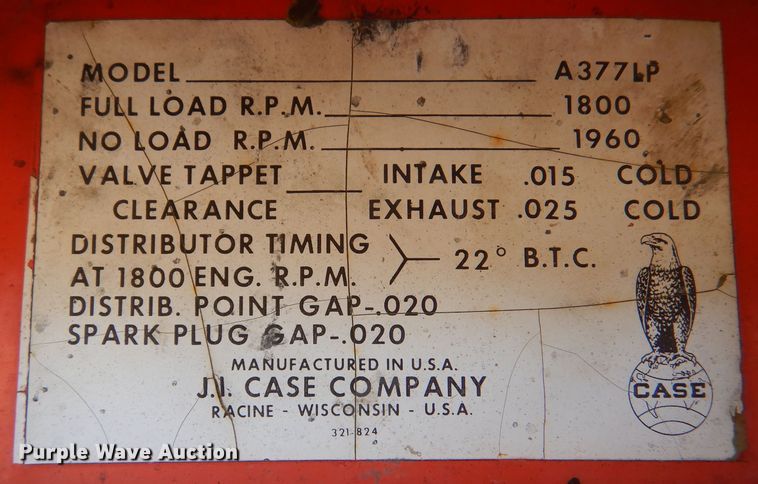 MODEL A377LP
FULL LOAD R.P.M. 1800
NO LOAD R.P.M. 1960
VALVE TAPPET INTAKE .015 COLD
CLEARANCE EXHAUST .025 COLD
DISTRIBUTOR TIMING
AT 1800 ENG. R.P.M. 22° B.T.C.
DISTRIB. POINT GAP-.020
SPARK PLUG GAP-.020
MANUFACTURED IN U.S.A.
J.I. CASE COMPANY
RACINE - WISCONSIN - U.S.A.
321-824
CASE
Purple Wave Auction